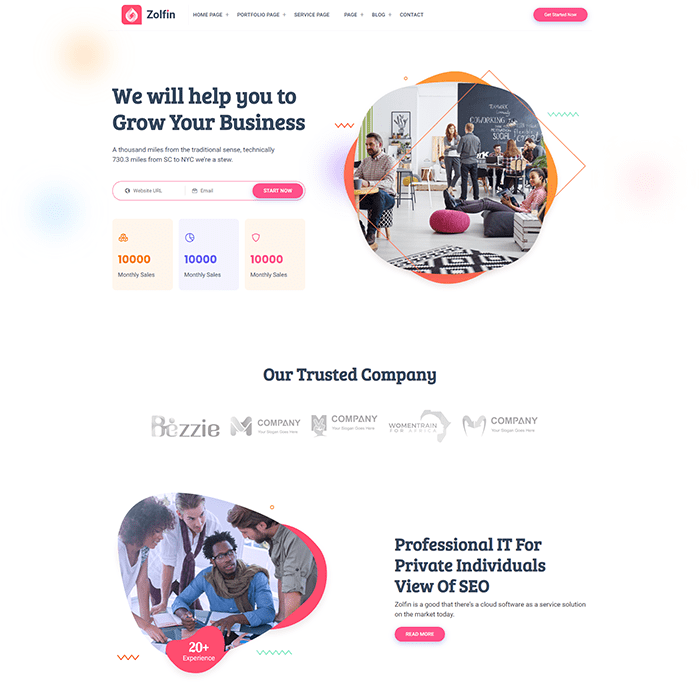 Zolfin
HOME PAGE + PORTFOLIO PAGE + SERVICE PAGE PAGE + BLOG + CONTACT
Get Started Now
We will help you to
Grow Your Business
A thousand miles from the traditional sense, technically
730.3 miles from SC to NYC we're a stew.
Website URL
Email
START NOW
10000
Monthly Sales
10000
Monthly Sales
10000
Monthly Sales
COWORKING
SOCIAL
Our Trusted Company
Bezzie
COMPANY
Your Slogan Goes Here
COMPANY
Your Slogan Goes Here
WOMENTRAIN
FOR AFRICA
COMPANY
Your Slogan Goes Here
20+
Experience
Professional IT For
Private Individuals
View Of SEO
Zolfin is a good that there's a cloud software as a service solution
on the market today.
READ MORE